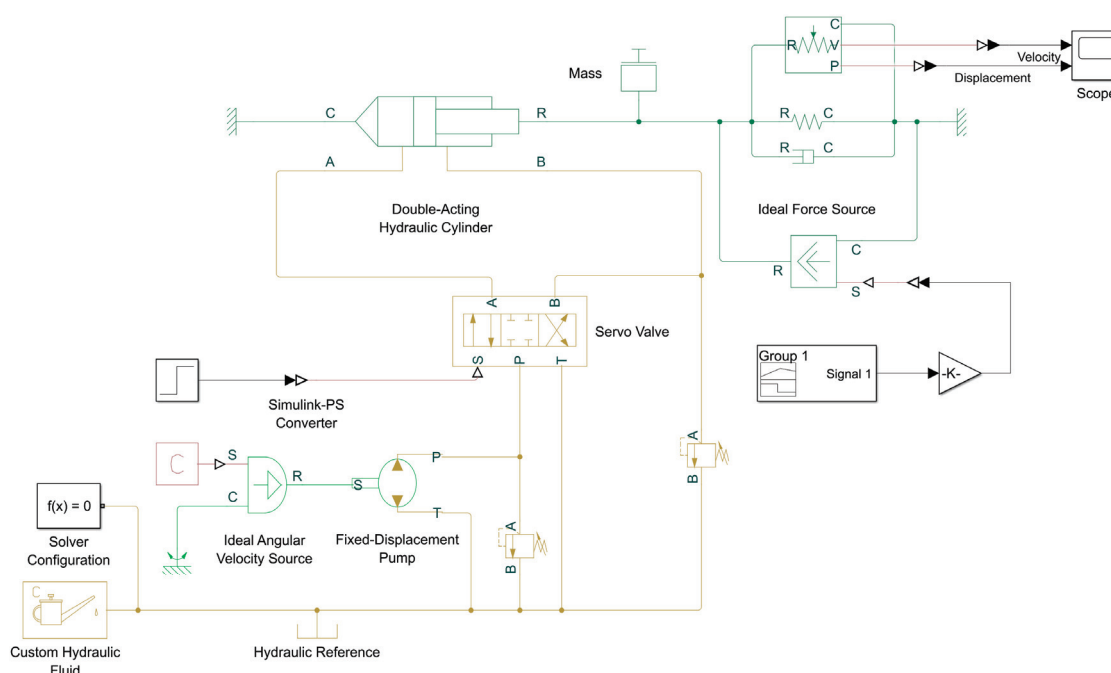 C
V
R
P
Velocity
Displacement
Scope
Mass
C
R
R
C
R
C
A
B
Double-Acting
Hydraulic Cylinder
Ideal Force Source
C
R
S
A
B
Servo Valve
S
P
T
Group 1
Signal 1
-K-
Simulink-PS
Converter
C
S
R
C
P
S
T
A
B
A
B
f(x) = 0
Solver
Configuration
Ideal Angular
Velocity Source
Fixed-Displacement
Pump
C
Custom Hydraulic
Fluid
Hydraulic Reference